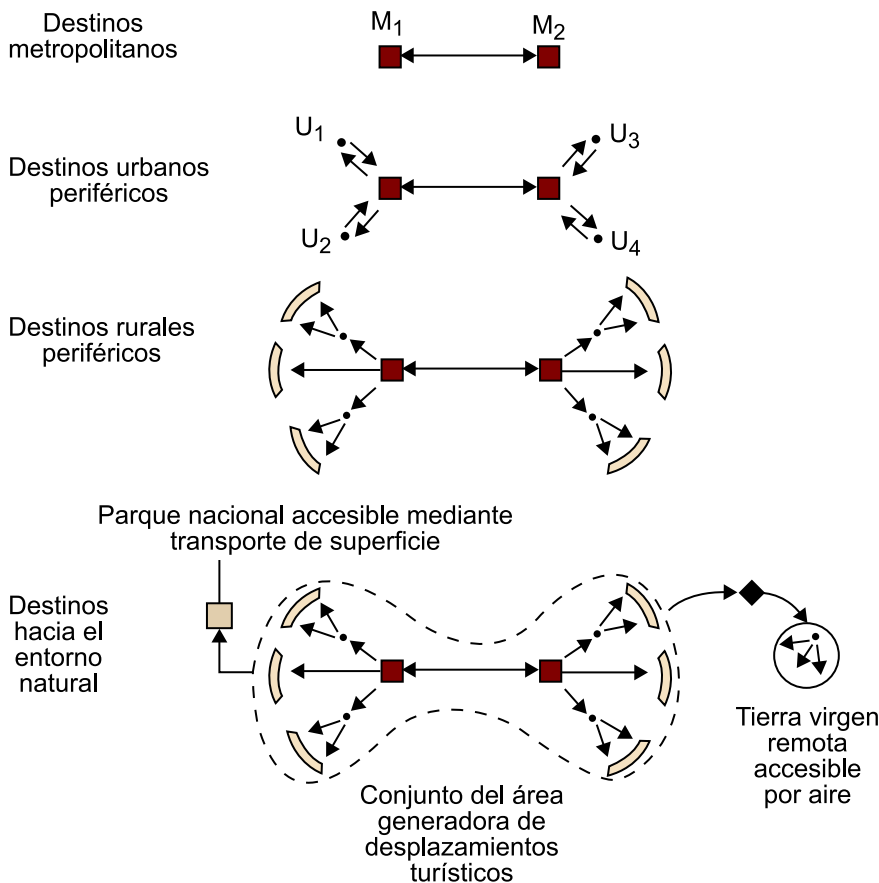 Destinos
metropolitanos
M1
M2
Destinos urbanos
periféricos
U1
U3
U2
U4
Destinos rurales
periféricos
Parque nacional accesible mediante
transporte de superficie
Destinos
hacia el
entorno
natural
Tierra virgen
remota
accesible
por aire
Conjunto del área
generadora de
desplazamientos
turísticos